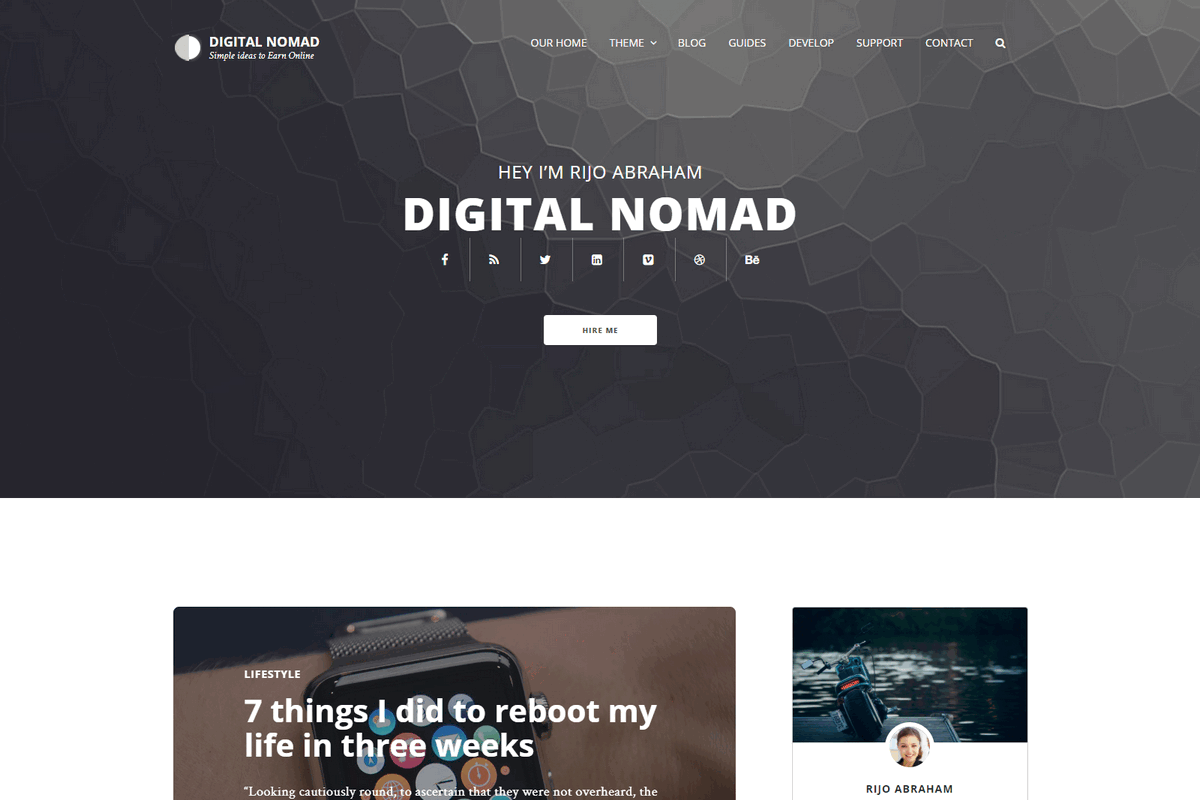 DIGITAL NOMAD
Simple ideas to Earn Online
OUR HOME THEME BLOG GUIDES DEVELOP SUPPORT CONTACT
HEY I’M RIJO ABRAHAM
DIGITAL NOMAD
HIRE ME
LIFESTYLE
7 things I did to reboot my
life in three weeks
“Looking cautiously round, to ascertain that they were not overheard, the
RIJO ABRAHAM